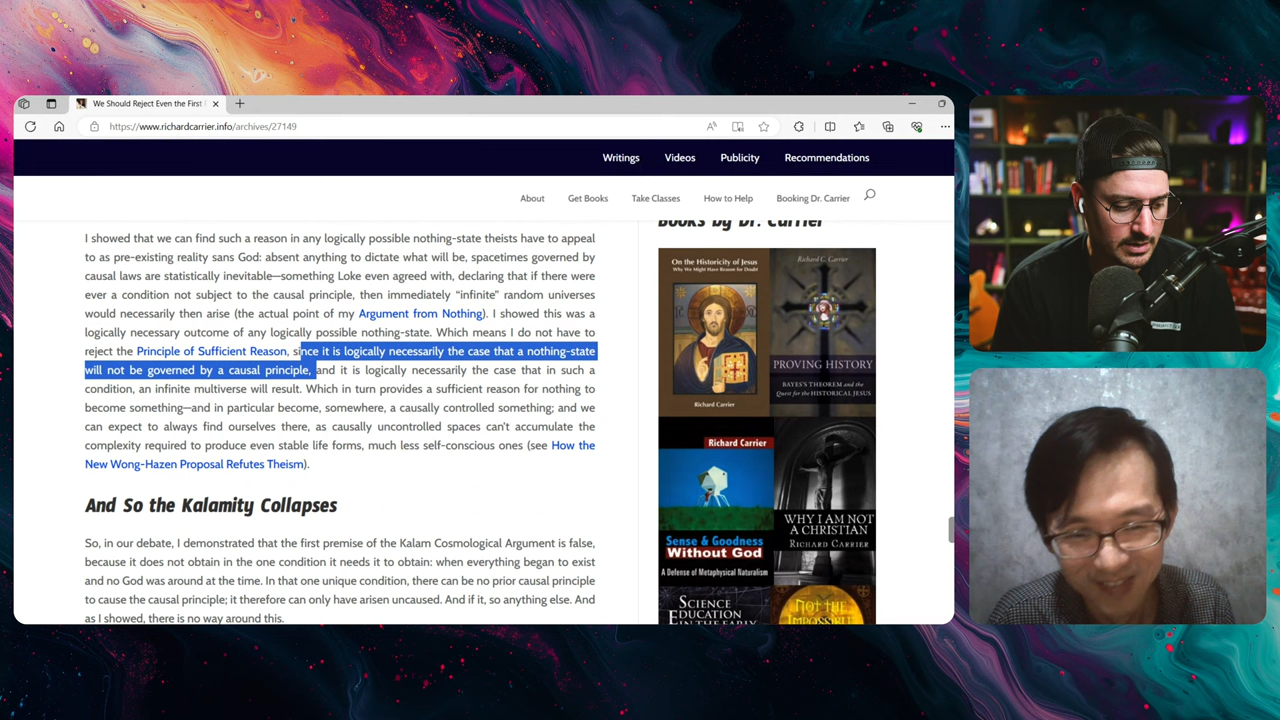 We Should Reject Even the First
https://www.richardcarrier.info/archives/27149
Writings Videos Publicity Recommendations
About Get Books Take Classes How to Help Booking Dr. Carrier
I showed that we can find such a reason in any logically possible nothing-state theists have to appeal
to as pre-existing reality sans God: absent anything to dictate what will be, spacetimes governed by
causal laws are statistically inevitable—something Loke even agreed with, declaring that if there were
ever a condition not subject to the causal principle, then immediately “infinite” random universes
would necessarily then arise (the actual point of my Argument from Nothing). I showed this was a
logically necessary outcome of any logically possible nothing-state. Which means I do not have to
reject the Principle of Sufficient Reason, since it is logically necessarily the case that a nothing-state
will not be governed by a causal principle, and it is logically necessarily the case that in such a
condition, an infinite multiverse will result. Which in turn provides a sufficient reason for nothing to
become something—and in particular become, somewhere, a causally controlled something; and we
can expect to always find ourselves there, as causally uncontrolled spaces can’t accumulate the
complexity required to produce even stable life forms, much less self-conscious ones (see How the
New Wong-Hazen Proposal Refutes Theism).
And So the Kalamity Collapses
So, in our debate, I demonstrated that the first premise of the Kalam Cosmological Argument is false,
because it does not obtain in the one condition it needs it to obtain: when everything began to exist
and no God was around at the time. In that one unique condition, there can be no prior causal principle
to cause the causal principle; it therefore can only have arisen uncaused. And if it, so anything else. And
as I showed, there is no way around this.
Books by Dr. Carrier
On the Historicity of Jesus
Why We Might Have Reason for Doubt
Richard Carrier
Richard C. Carrier
PROVING HISTORY
BAYES’S THEOREM and the
Quest for the HISTORICAL JESUS
Richard Carrier
Sense & Goodness
Without God
A Defense of Metaphysical Naturalism
WHY I AM NOT
A CHRISTIAN
RICHARD CARRIER
SCIENCE
EDUCATION
IN THE EARLY
NOT THE
IMPOSSIBLE